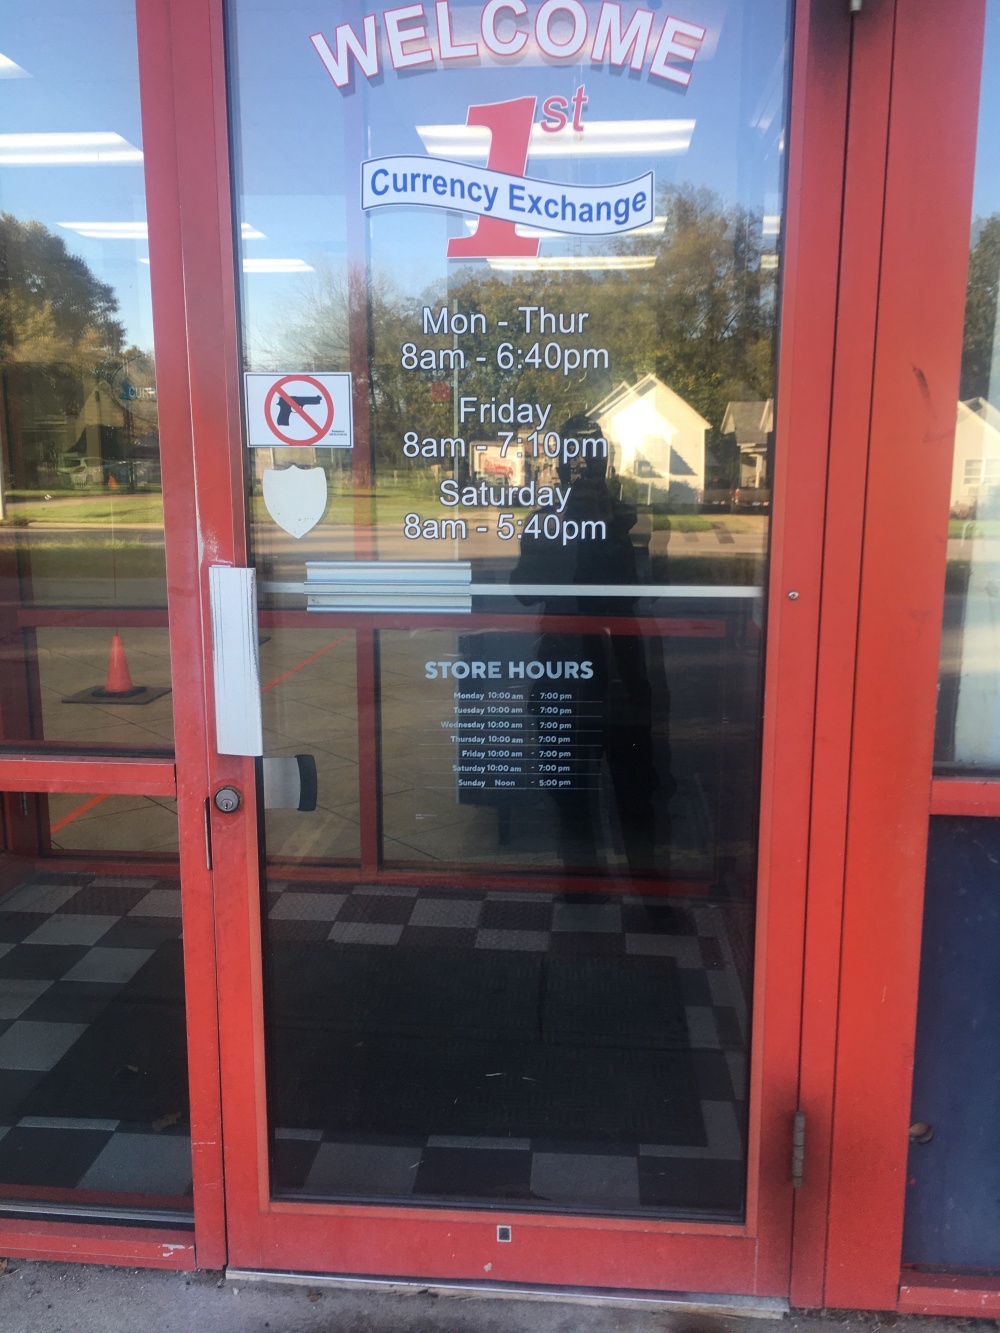 WELCOME
1st
Currency Exchange
Mon - Thur
8am - 6:40pm
Friday
8am - 7:10pm
Saturday
8am - 5:40pm
STORE HOURS
Monday 10:00 am - 7:00 pm
Tuesday 10:00 am - 7:00 pm
Wednesday 10:00 am - 7:00 pm
Thursday 10:00 am - 7:00 pm
Friday 10:00 am - 7:00 pm
Saturday 10:00 am - 7:00 pm
Sunday Noon - 5:00 pm